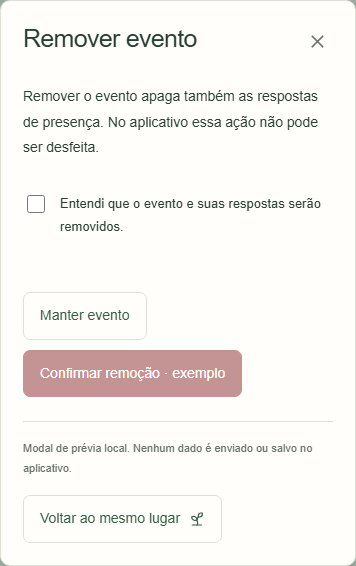 Remover evento
Remover o evento apaga também as respostas
de presença. No aplicativo essa ação não pode
ser desfeita.
Entendi que o evento e suas respostas serão
removidos.
Manter evento
Confirmar remoção · exemplo
Modal de prévia local. Nenhum dado é enviado ou salvo no
aplicativo.
Voltar ao mesmo lugar